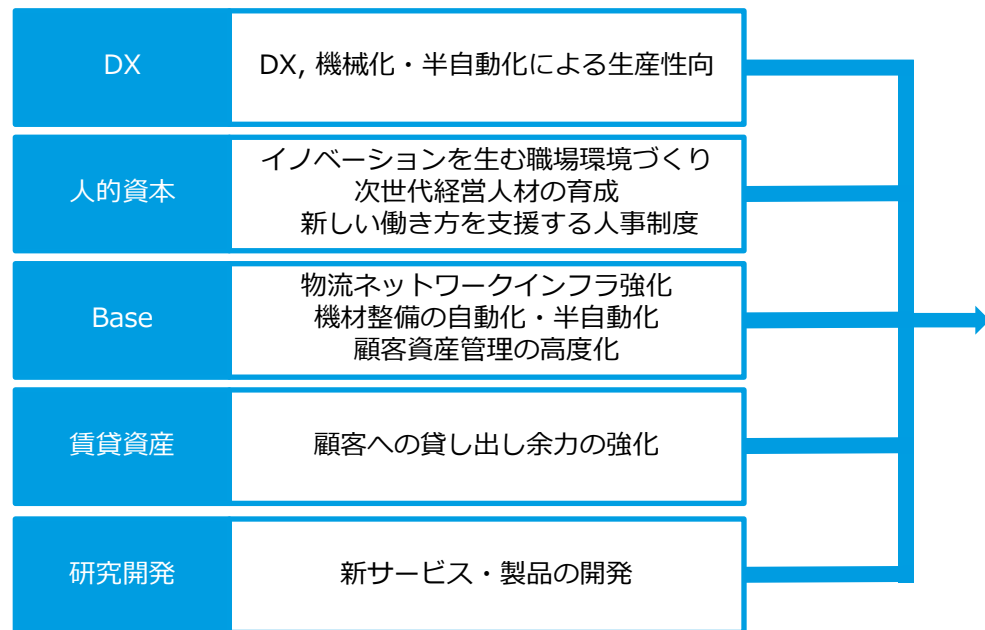 DX
DX, 機械化・半自動化による生産性向
人的資本
イノベーションを生む職場環境づくり
次世代経営人材の育成
新しい働き方を支援する人事制度
Base
物流ネットワークインフラ強化
機材整備の自動化・半自動化
顧客資産管理の高度化
賃貸資産
顧客への貸し出し余力の強化
研究開発
新サービス・製品の開発